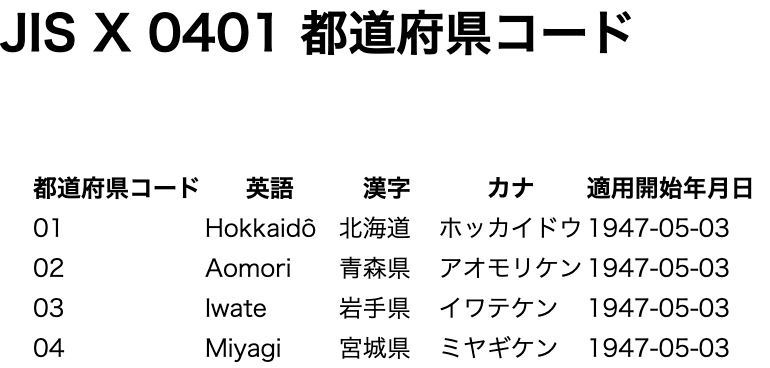 JIS X 0401 都道府県コード
都道府県コード 英語 漢字 カナ 適用開始年月日
01 Hokkaidô 北海道 ホッカイドウ 1947-05-03
02 Aomori 青森県 アオモリケン 1947-05-03
03 Iwate 岩手県 イワテケン 1947-05-03
04 Miyagi 宮城県 ミヤギケン 1947-05-03